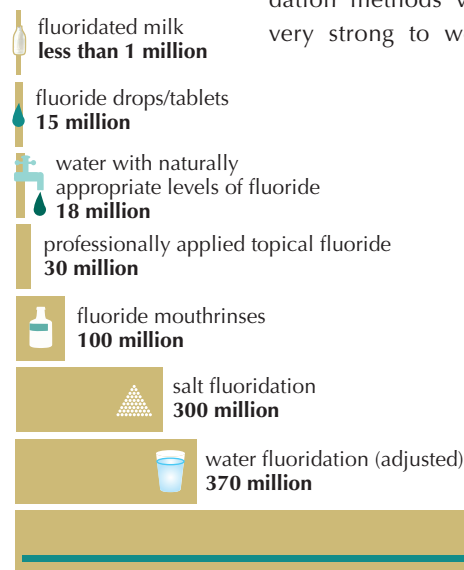 dation methods
very strong to
fluoridated milk
less than 1 million
fluoride drops/tablets
15 million
water with naturally
appropriate levels of fluoride
18 million
professionally applied topical fluoride
30 million
fluoride mouthrinses
100 million
salt fluoridation
300 million
water fluoridation (adjusted)
370 million